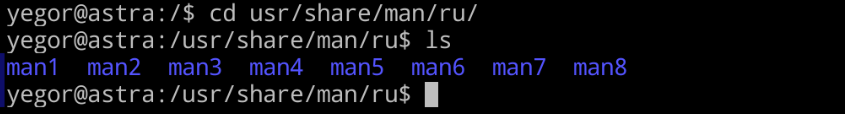 yegor@astra:/$ cd usr/share/man/ru/
yegor@astra:/usr/share/man/ru$ ls
man1  man2  man3  man4  man5  man6  man7  man8
yegor@astra:/usr/share/man/ru$